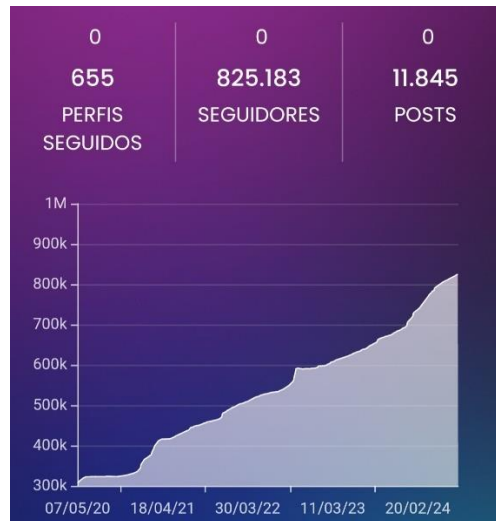 0
655
PERFIS
SEGUIDOS
0
825.183
SEGUIDORES
0
11.845
POSTS
1M
900k
800k
700k
600k
500k
400k
300k
07/05/20 18/04/21 30/03/22 11/03/23 20/02/24